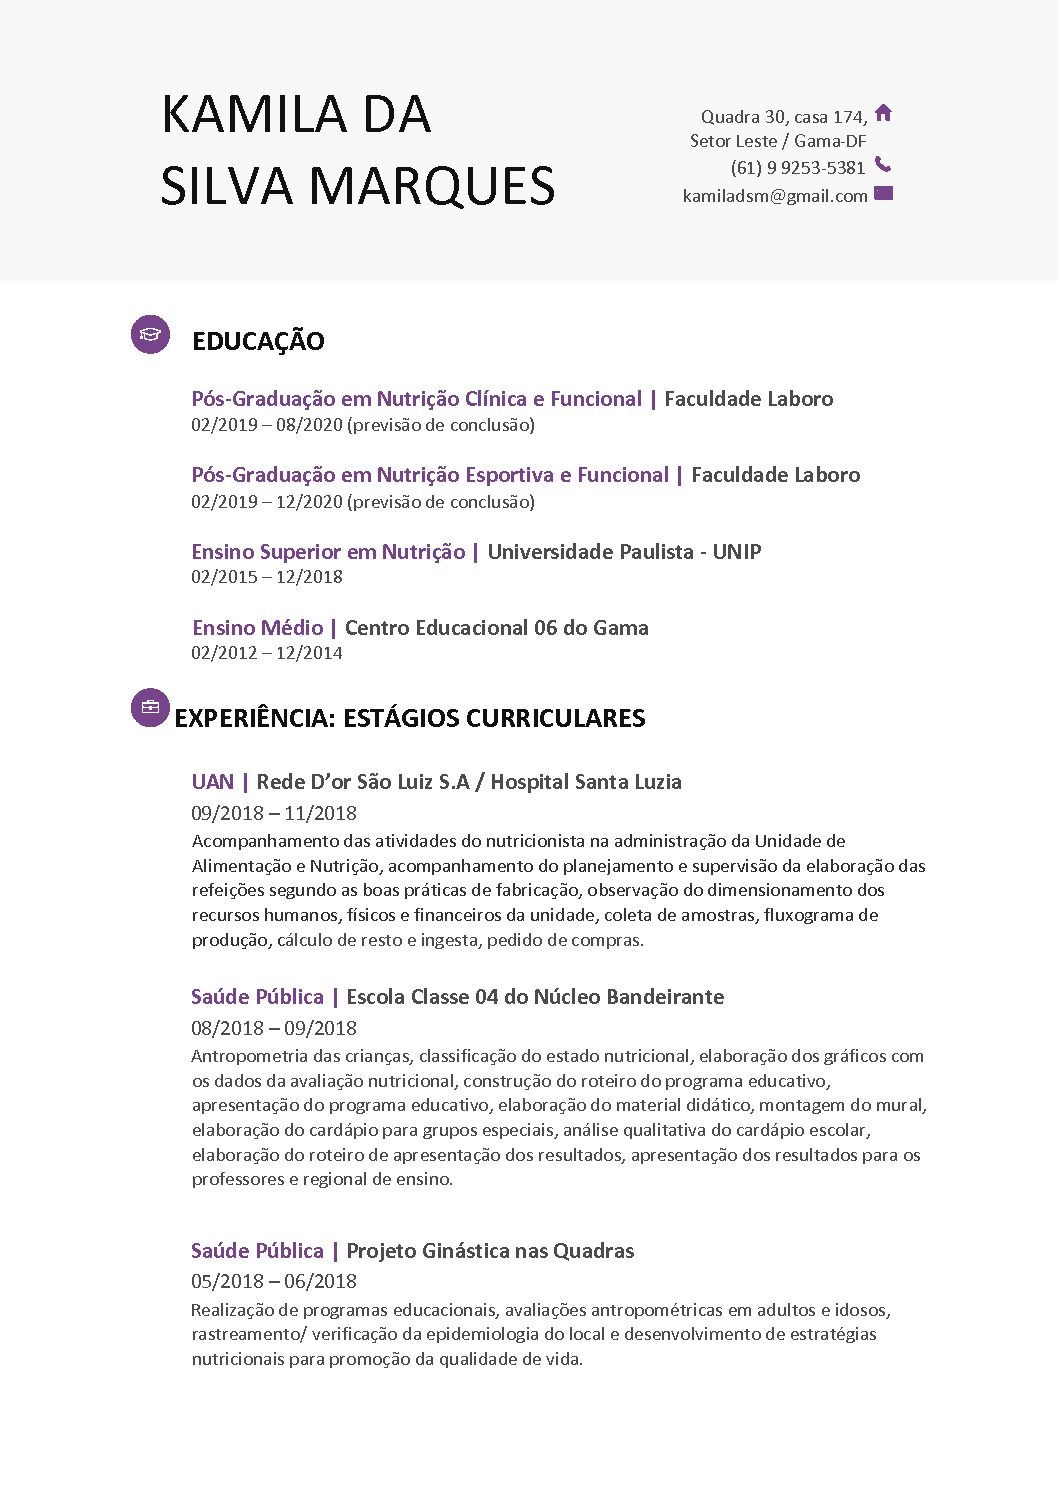 KAMILA DA
SILVA MARQUES
Quadra 30, casa 174,
Setor Leste / Gama-DF
(61) 9 9253-5381
kamiladsm@gmail.com
EDUCAÇÃO
Pós-Graduação em Nutrição Clínica e Funcional | Faculdade Laboro
02/2019 – 08/2020 (previsão de conclusão)
Pós-Graduação em Nutrição Esportiva e Funcional | Faculdade Laboro
02/2019 – 12/2020 (previsão de conclusão)
Ensino Superior em Nutrição | Universidade Paulista - UNIP
02/2015 – 12/2018
Ensino Médio | Centro Educacional 06 do Gama
02/2012 – 12/2014
EXPERIÊNCIA: ESTÁGIOS CURRICULARES
UAN | Rede D’or São Luiz S.A / Hospital Santa Luzia
09/2018 – 11/2018
Acompanhamento das atividades do nutricionista na administração da Unidade de
Alimentação e Nutrição, acompanhamento do planejamento e supervisão da elaboração das
refeições segundo as boas práticas de fabricação, observação do dimensionamento dos
recursos humanos, físicos e financeiros da unidade, coleta de amostras, fluxograma de
produção, cálculo de resto e ingesta, pedido de compras.
Saúde Pública | Escola Classe 04 do Núcleo Bandeirante
08/2018 – 09/2018
Antropometria das crianças, classificação do estado nutricional, elaboração dos gráficos com
os dados da avaliação nutricional, construção do roteiro do programa educativo,
apresentação do programa educativo, elaboração do material didático, montagem do mural,
elaboração do cardápio para grupos especiais, análise qualitativa do cardápio escolar,
elaboração do roteiro de apresentação dos resultados, apresentação dos resultados para os
professores e regional de ensino.
Saúde Pública | Projeto Ginástica nas Quadras
05/2018 – 06/2018
Realização de programas educacionais, avaliações antropométricas em adultos e idosos,
rastreamento/ verificação da epidemiologia do local e desenvolvimento de estratégias
nutricionais para promoção da qualidade de vida.